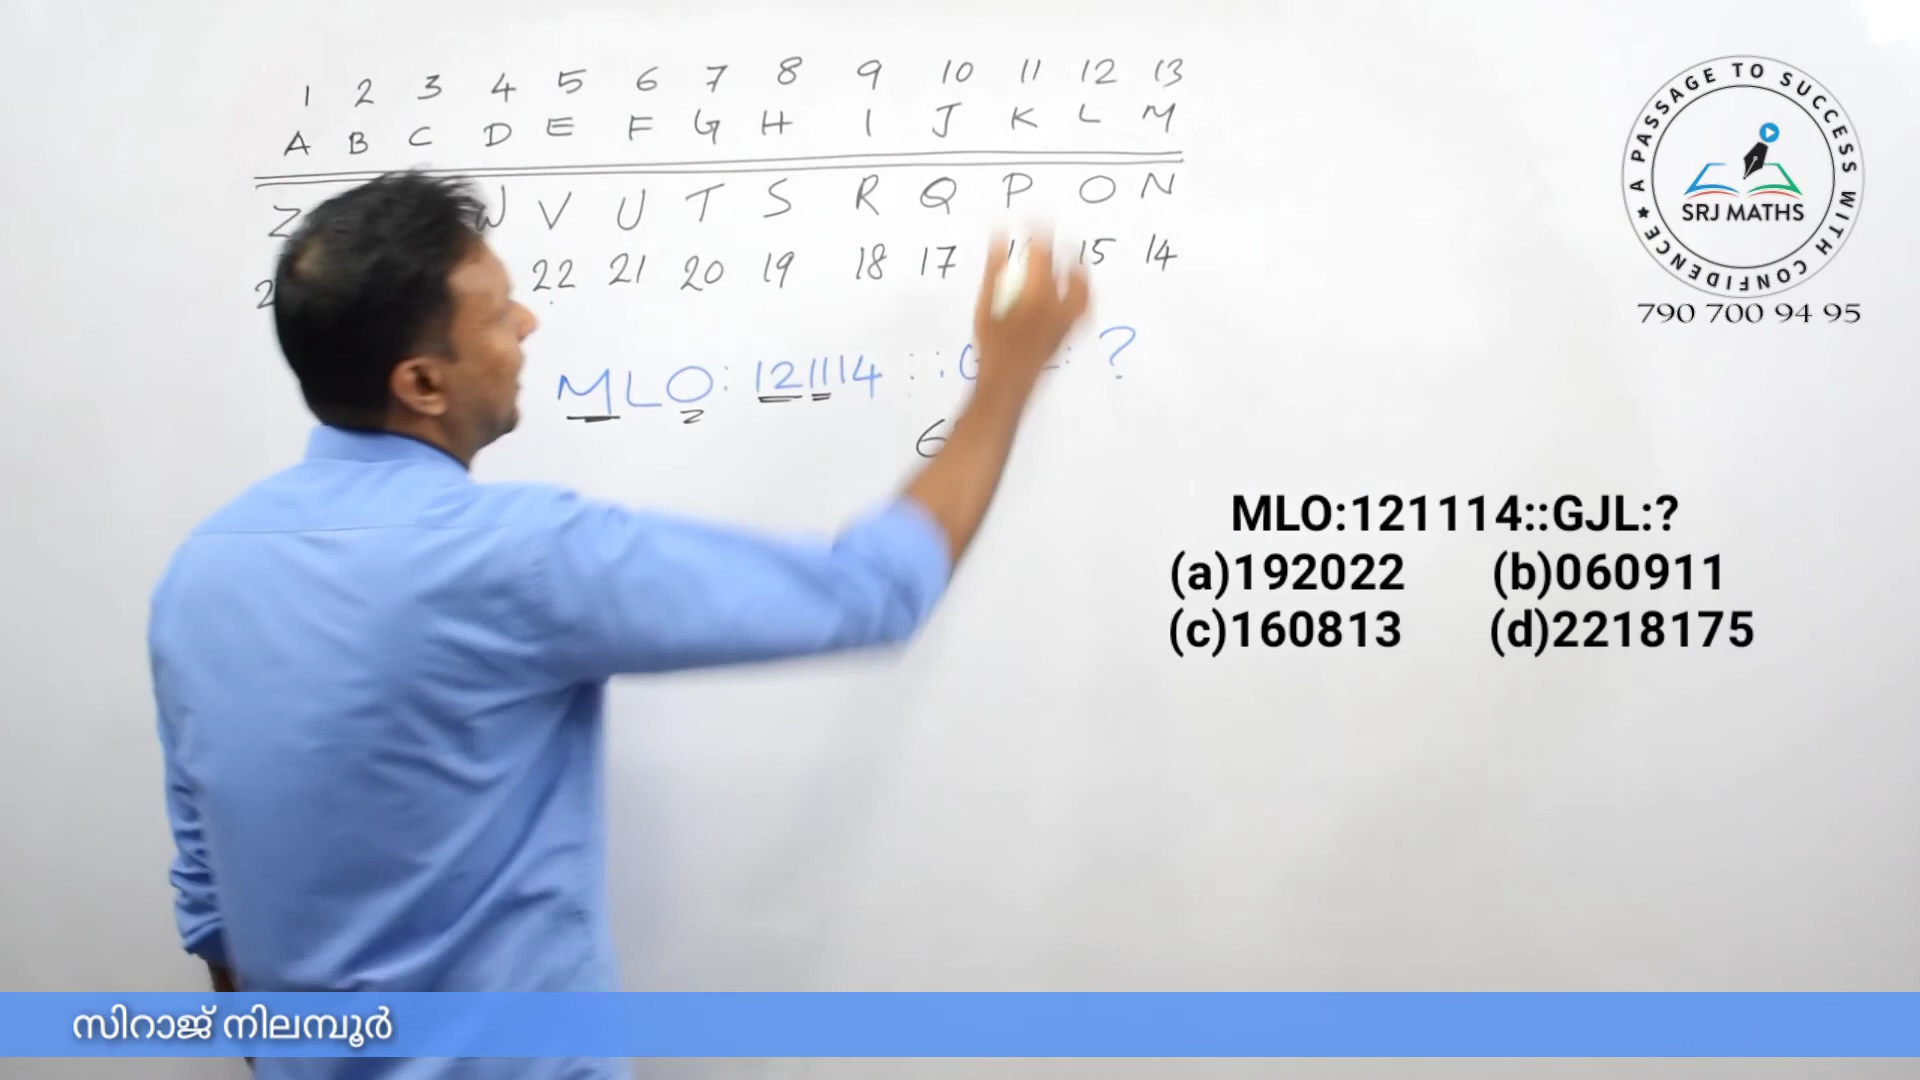 1 2 3 4 5 6 7 8 9 10 11 12 13
A B C D E F G H I J K L M
Z W V U T S R Q P O N
22 21 20 19 18 17 15 14
MLO: 121114 :: ?
6
A PASSAGE TO SUCCESS WITH CONFIDENCE
SRJ MATHS
790 700 94 95
MLO:121114::GJL:?
(a)192022 (b)060911
(c)160813 (d)2218175
സിറാജ് നിലമ്പൂർ